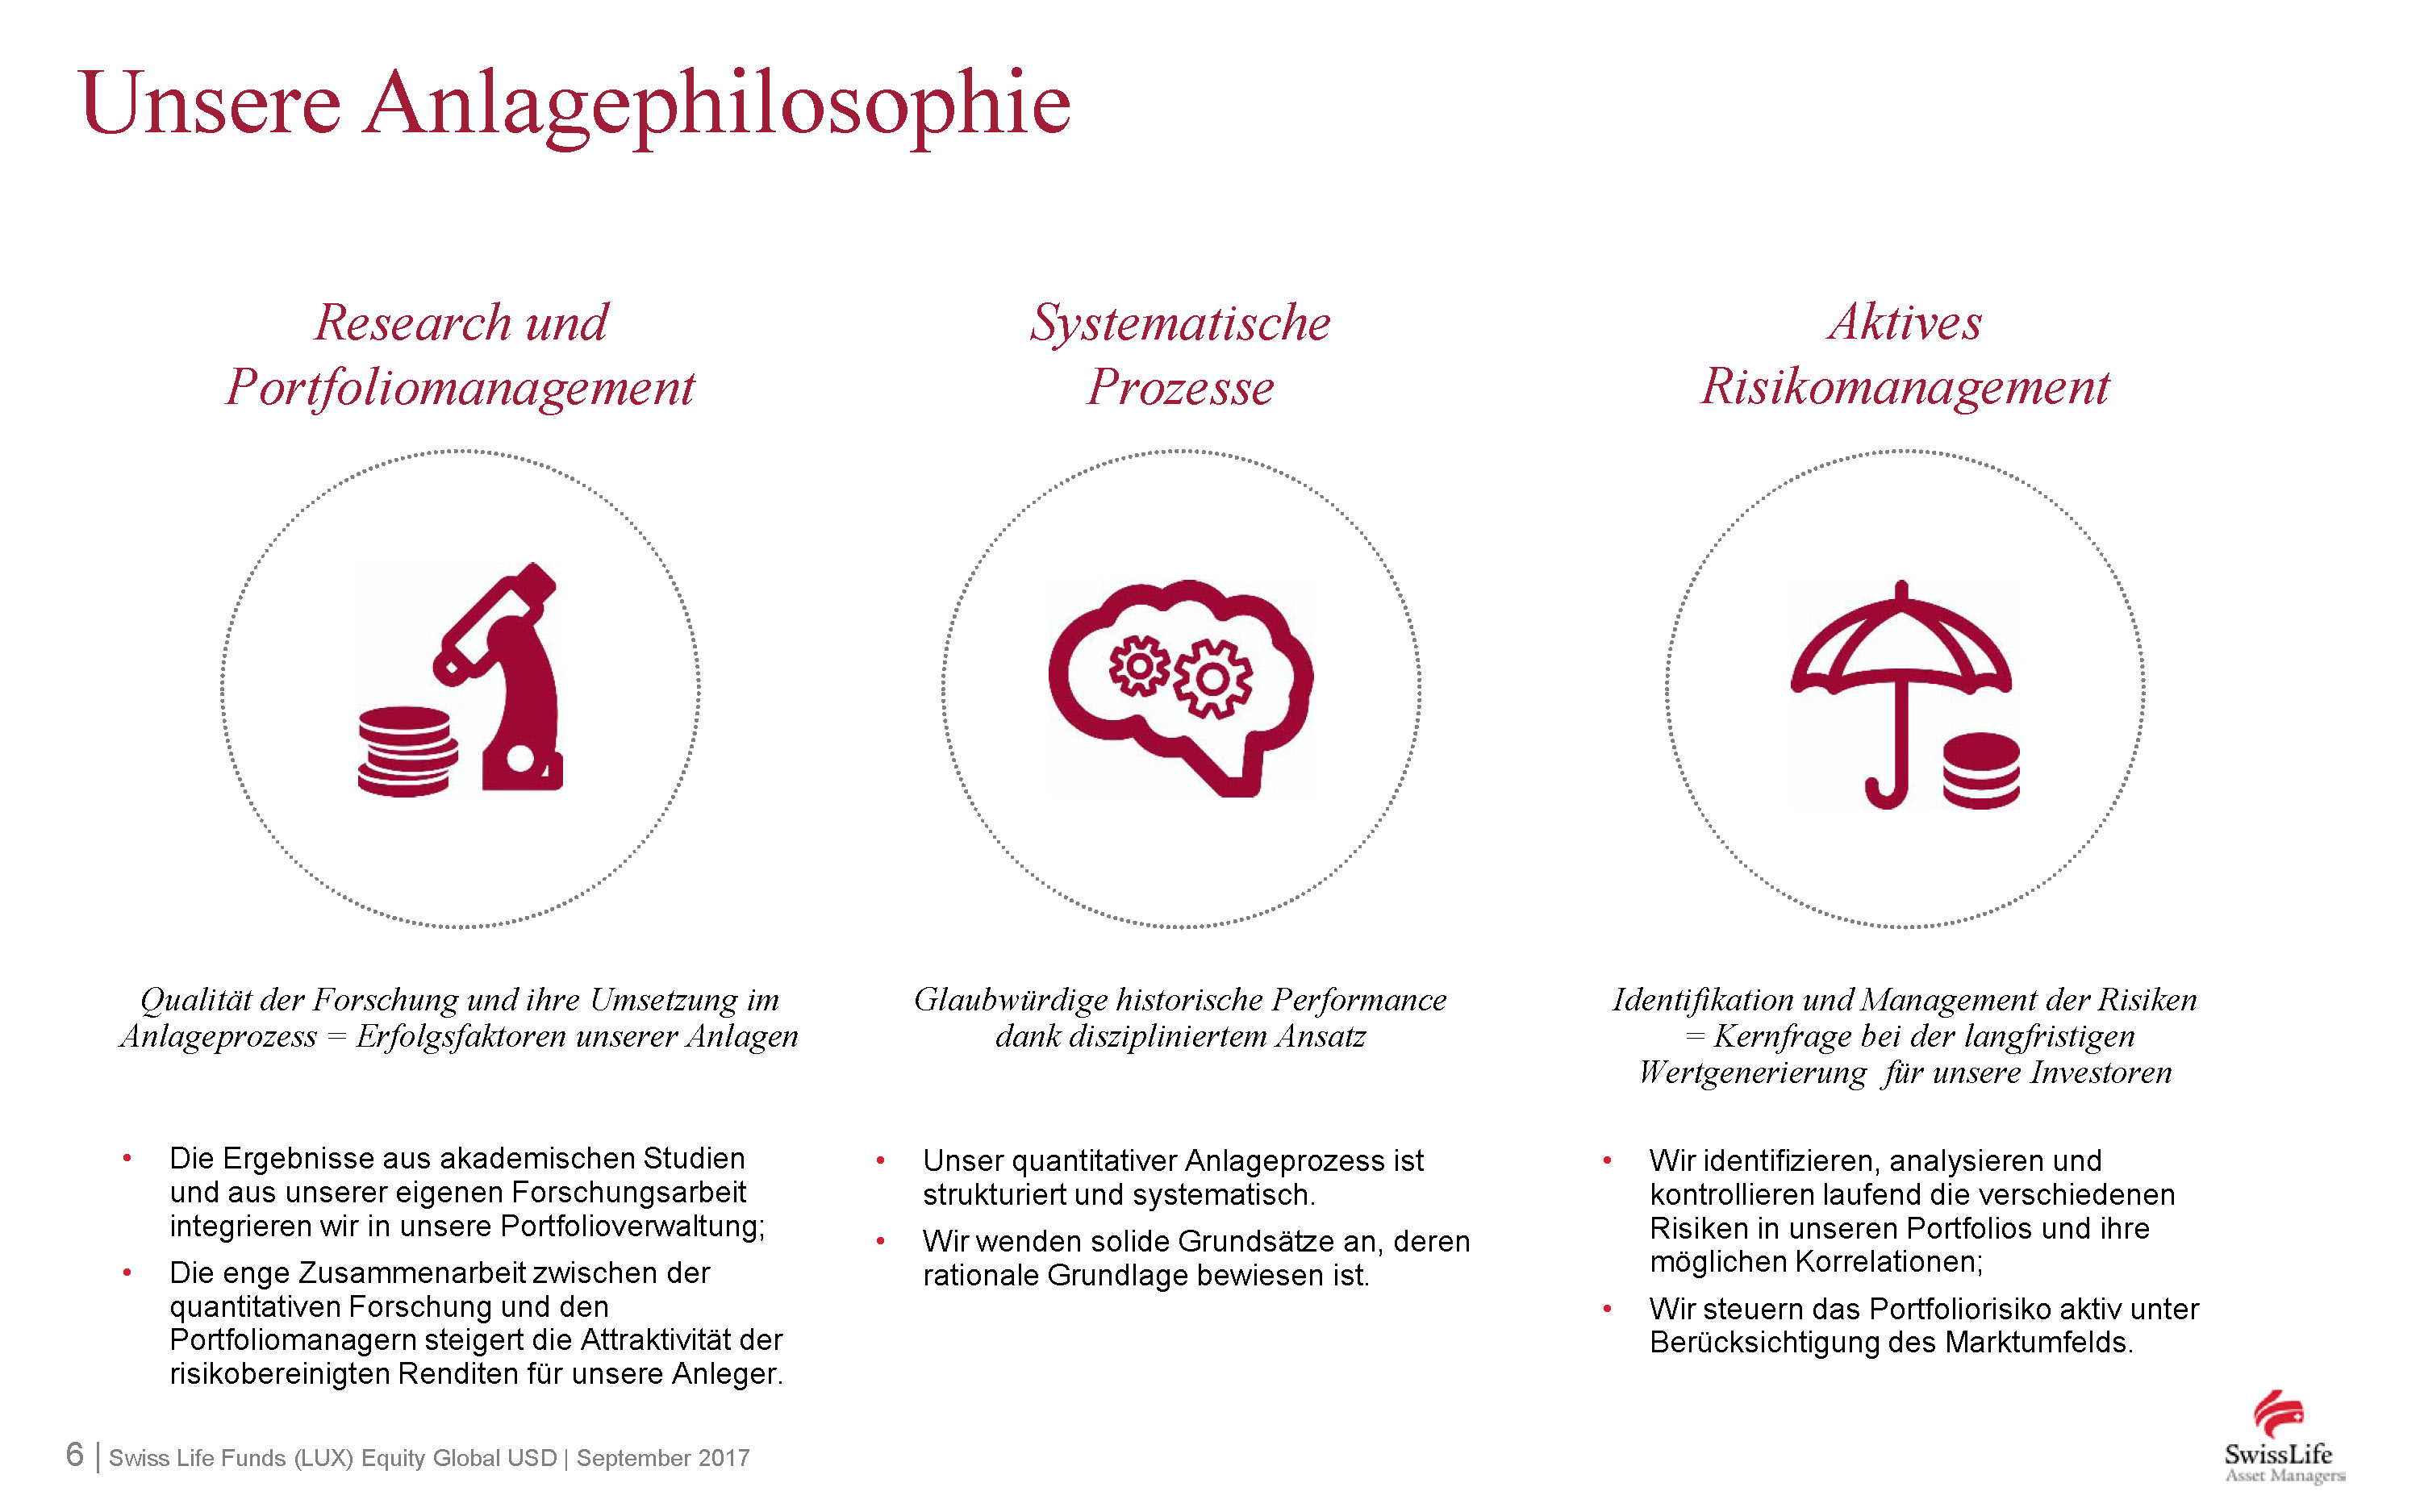 Unsere Anlagephilosophie
Research und
Portfoliomanagement
Qualität der Forschung und ihre Umsetzung im
Anlageprozess = Erfolgsfaktoren unserer Anlagen
• Die Ergebnisse aus akademischen Studien
und aus unserer eigenen Forschungsarbeit
integrieren wir in unsere Portfolioverwaltung;
• Die enge Zusammenarbeit zwischen der
quantitativen Forschung und den
Portfoliomanagern steigert die Attraktivität der
risikobereinigten Renditen für unsere Anleger.
Systematische
Prozesse
Glaubwürdige historische Performance
dank diszipliniertem Ansatz
• Unser quantitativer Anlageprozess ist
strukturiert und systematisch.
• Wir wenden solide Grundsätze an, deren
rationale Grundlage bewiesen ist.
Aktives
Risikomanagement
Identifikation und Management der Risiken
= Kernfrage bei der langfristigen
Wertgenerierung für unsere Investoren
• Wir identifizieren, analysieren und
kontrollieren laufend die verschiedenen
Risiken in unseren Portfolios und ihre
möglichen Korrelationen;
• Wir steuern das Portfoliorisiko aktiv unter
Berücksichtigung des Marktumfelds.
6 | Swiss Life Funds (LUX) Equity Global USD | September 2017
SwissLife
Asset Managers